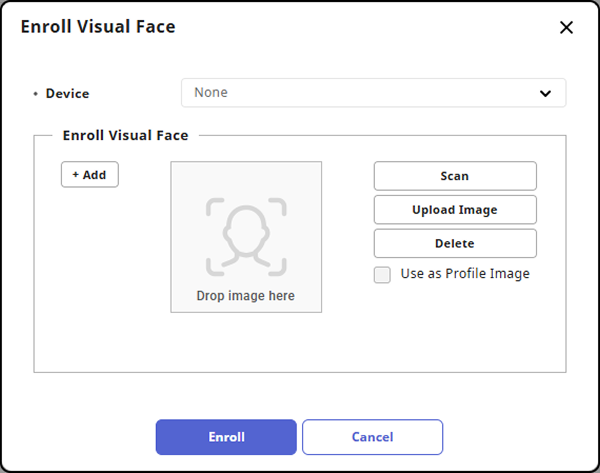 Enroll Visual Face
• Device
None
Enroll Visual Face
+ Add
Drop image here
Scan
Upload Image
Delete
Use as Profile Image
Enroll
Cancel